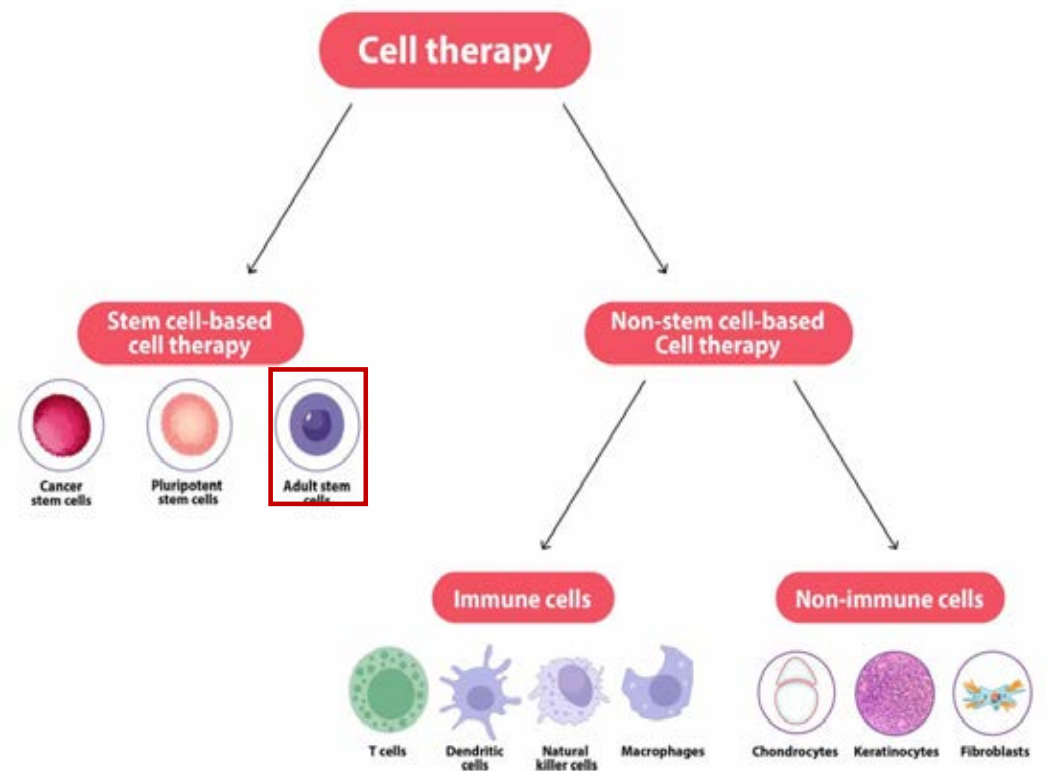 Cell therapy
Stem cell-based
cell therapy
Non-stem cell-based
Cell therapy
Cancer
stem cells
Pluripotent
stem cells
Adult stem
cells
Immune cells
Non-immune cells
T cells
Dendritic
cells
Natural
killer cells
Macrophages
Chondrocytes
Keratinocytes
Fibroblasts